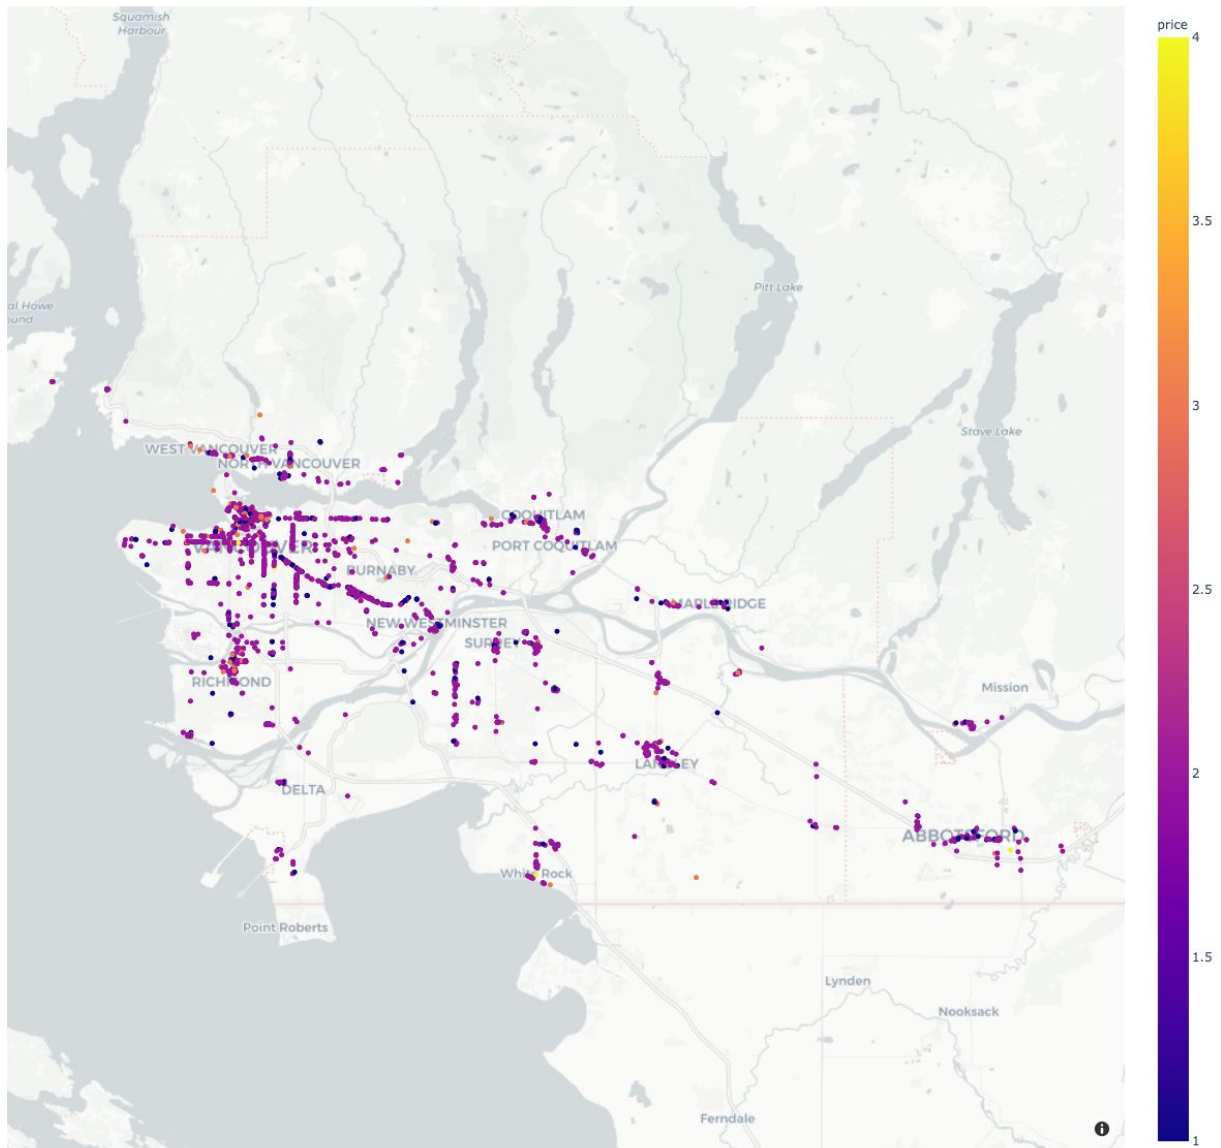 Squamish
Harbour
price
4
3.5
Pitt Lake
al Howe
ound
3
Stave Lake
WEST VANCOUVER
NORTH VANCOUVER
COQUITLAM
PORT COQUITLAM
VANCOUVER
BURNABY
MAPLE RIDGE
2.5
NEW WESTMINSTER
SURREY
RICHMOND
Mission
LANGLEY
2
DELTA
ABBOTSFORD
White Rock
Point Roberts
1.5
Lynden
Nooksack
Ferndale
1